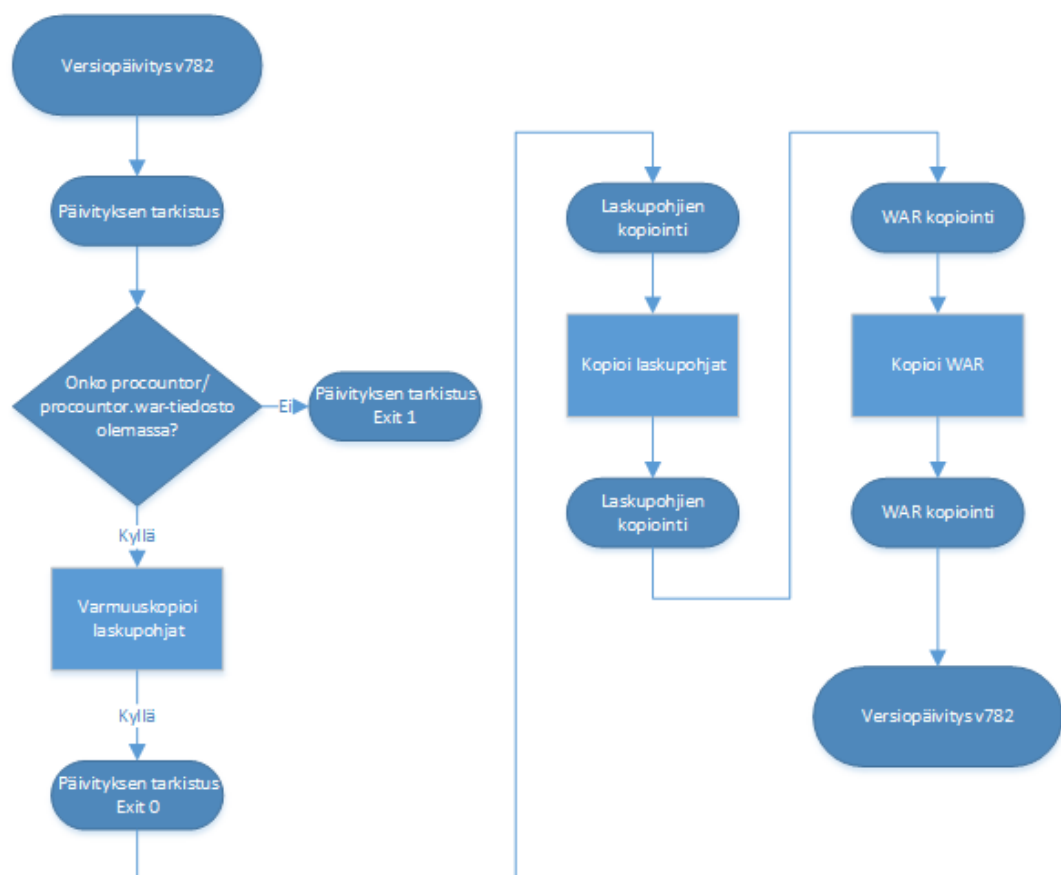 Versiopäivitys v782
Päivityksen tarkistus
Onko procountor/
procountor.war-tiedosto
olemassa?
Ei
Päivityksen tarkistus
Exit 1
Kyllä
Varmuuskopioi
laskupohjat
Kyllä
Päivityksen tarkistus
Exit 0
Laskupohjien
kopiointi
Kopioi laskupohjat
Laskupohjien
kopiointi
WAR kopiointi
Kopioi WAR
WAR kopiointi
Versiopäivitys v782